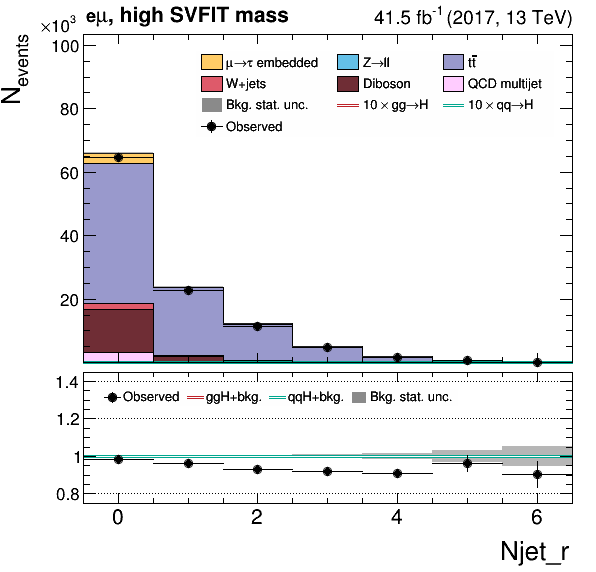 eμ, high SVFIT mass 41.5 fb⁻¹ (2017, 13 TeV)
×10³
N_events
100
80
60
40
20
μ→τ embedded Z→ll tt̄
W+jets Diboson QCD multijet
Bkg. stat. unc. 10 × gg→H 10 × qq→H
Observed
1.4
1.2
1
0.8
Observed ggH+bkg. qqH+bkg. Bkg. stat. unc.
0 2 4 6
Njet_r